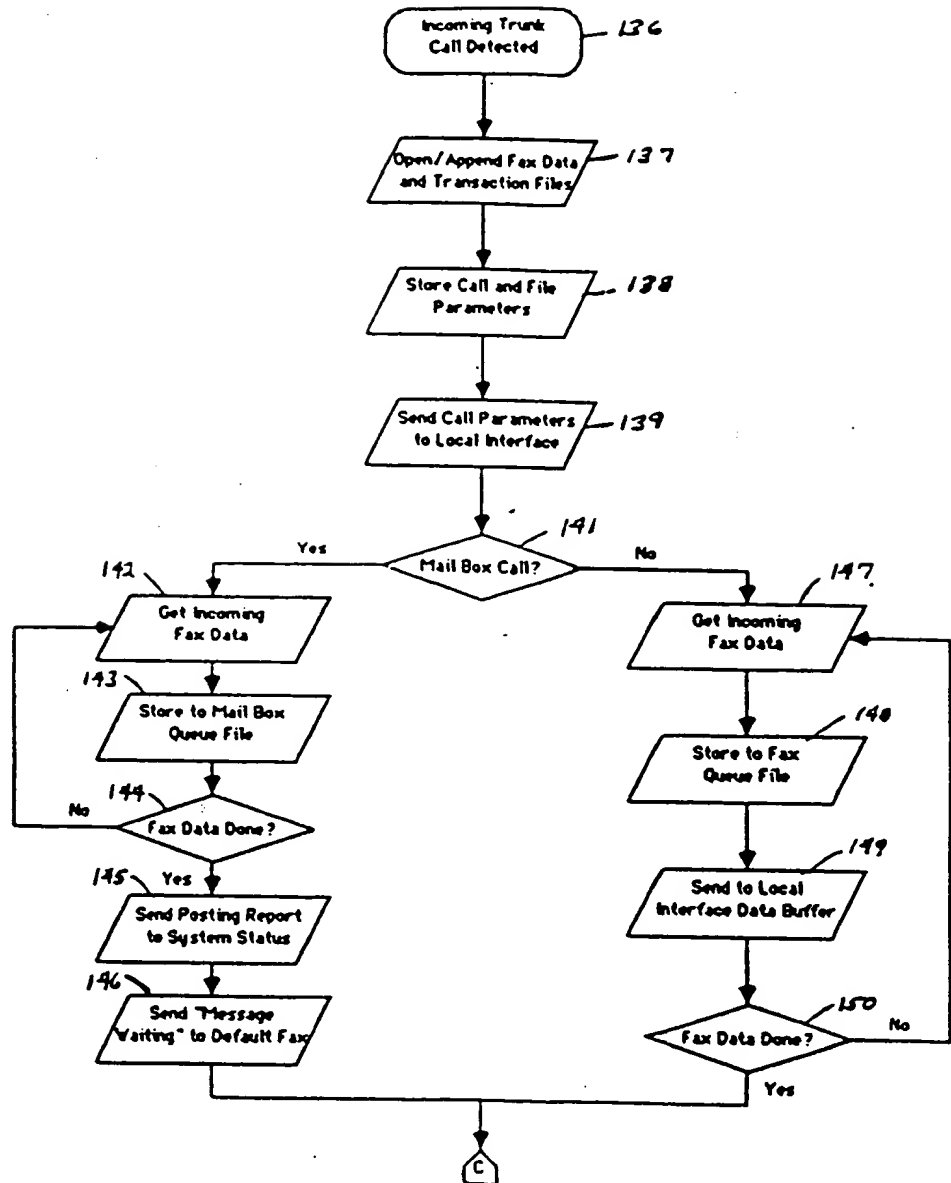 Incoming Trunk
Call Detected
136
Open/Append Fax Data
and Transaction Files
137
Store Call and File
Parameters
138
Send Call Parameters
to Local Interface
139
141
Yes
Mail Box Call?
No
142
Get Incoming
Fax Data
147
Get Incoming
Fax Data
143
Store to Mail Box
Queue File
148
Store to Fax
Queue File
144
No
Fax Data Done?
Yes
149
Send to Local
Interface Data Buffer
145
Send Posting Report
to System Status
146
Send "Message
Waiting" to Default Fax
150
Fax Data Done?
No
Yes
C